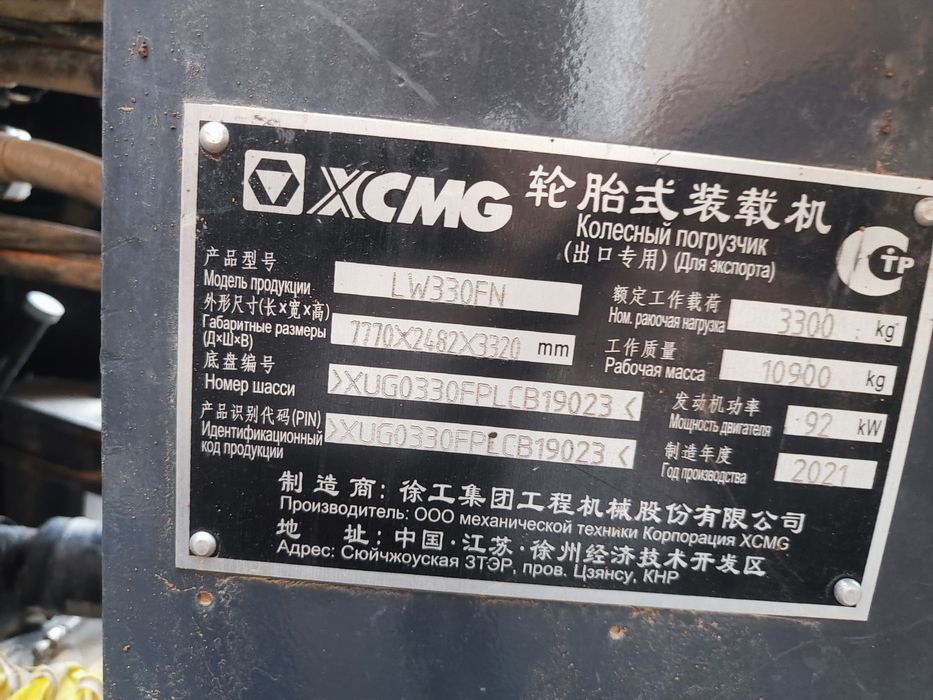 XCMG 轮胎式装载机
Колесный погрузчик
(出口专用) (Для экспорта)
СТР
产品型号
Модель продукции
LW330FN
外形尺寸(长×宽×高)
Габаритные размеры
(Д×Ш×В)
7770X2482X3320 mm
底盘编号
Номер шасси
>XUG0330FPLCB19023<
产品识别代码(PIN)
Идентификационный
код продукции
>XUG0330FPLCB19023<
额定工作载荷
Ном. раюочая нагрузка
3300 kg
工作质量
Рабочая масса
10900 kg
发动机功率
Мощность двигателя
92 kW
制造年度
Год производства
2021
制造商:徐工集团工程机械股份有限公司
Производитель: ООО механической техники Корпорация XCMG
地 址:中国·江苏·徐州经济技术开发区
Адрес: Сюйчжоуская ЗТЭР, пров. Цзянсу, КНР